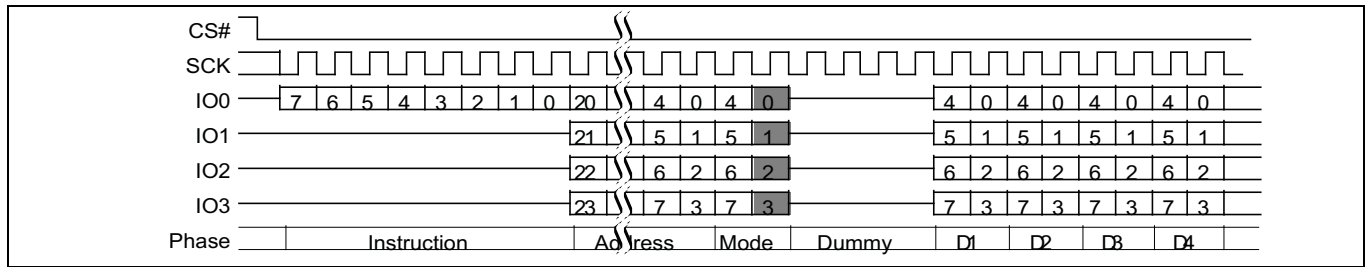 CS#
SCK
IO0 7 6 5 4 3 2 1 0 20 4 0 4 0 4 0 4 0 4 0 4 0
IO1 21 5 1 5 1 5 1 5 1 5 1 5 1
IO2 22 6 2 6 2 6 2 6 2 6 2 6 2
IO3 23 7 3 7 3 7 3 7 3 7 3 7 3
Phase Instruction Address Mode Dummy D1 D2 D3 D4